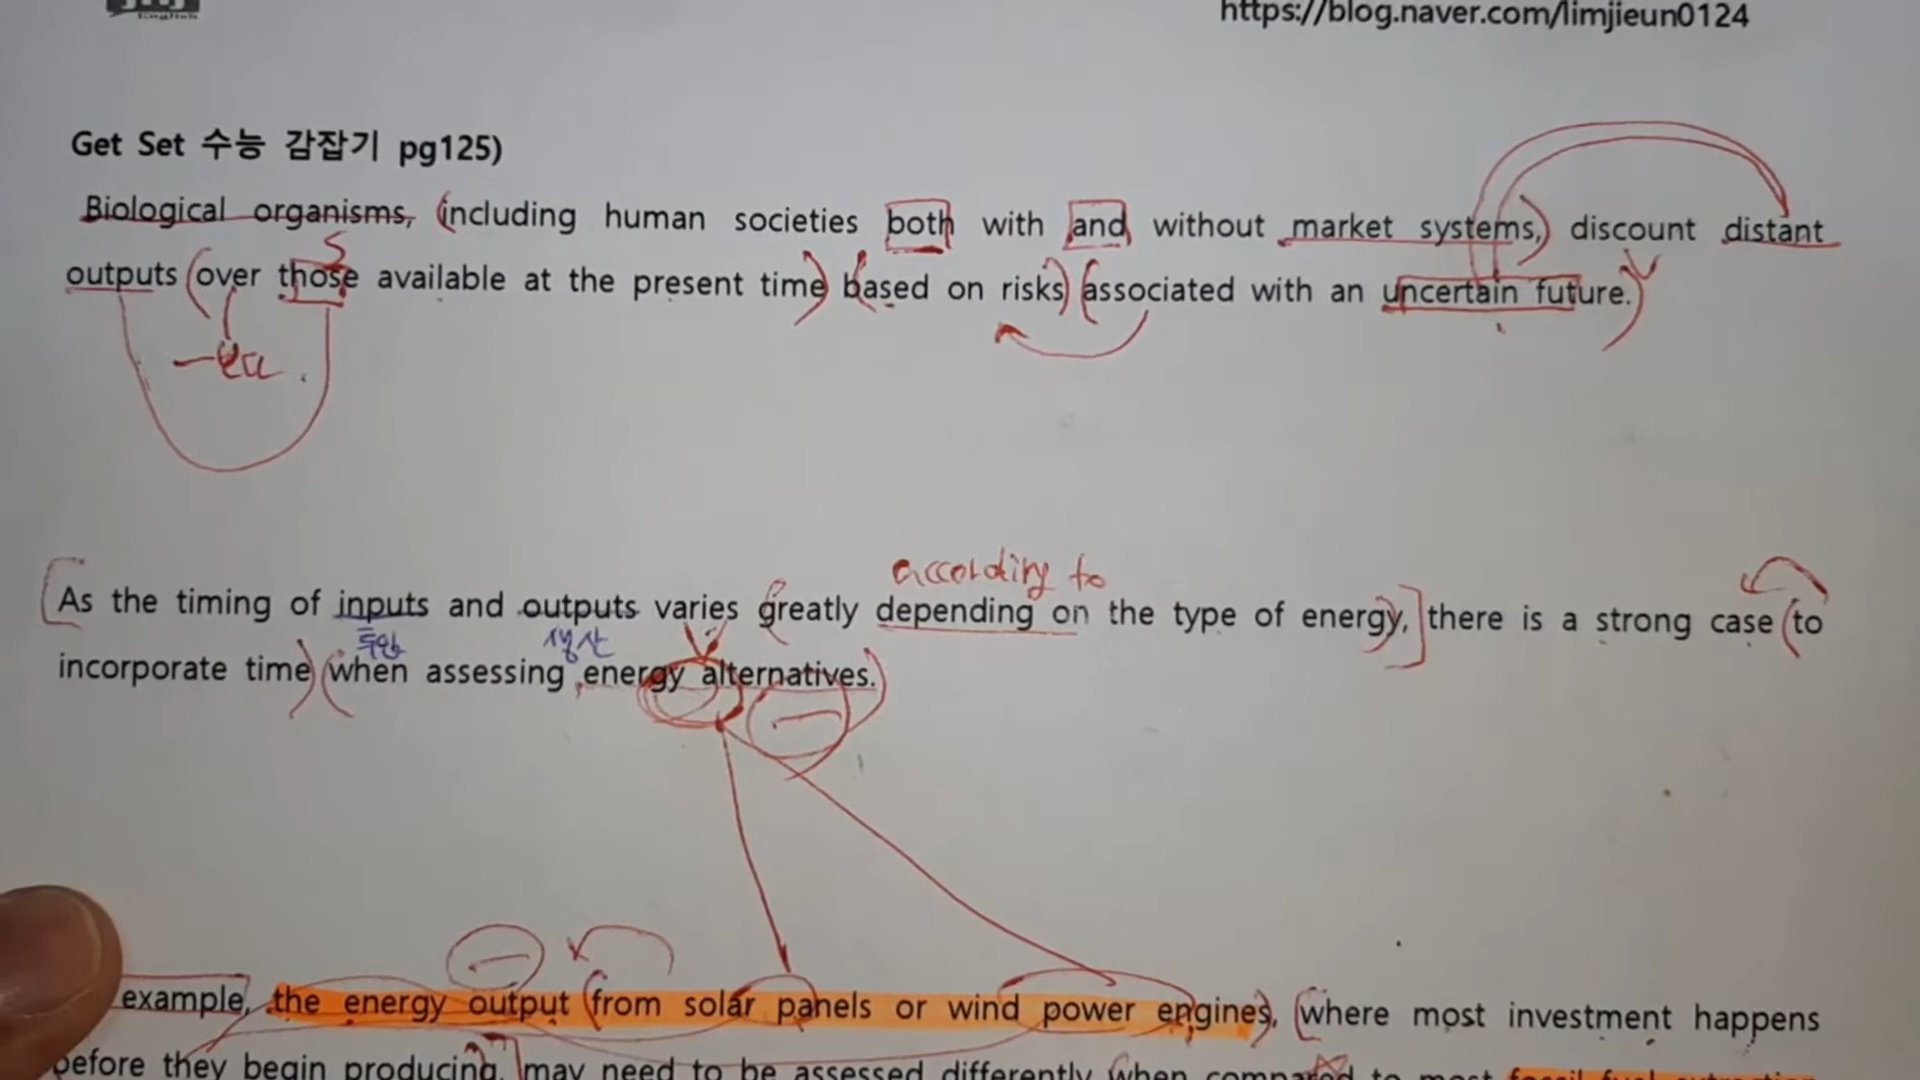 English
https://blog.naver.com/limjieun0124
Get Set 수능 감잡기 pg125)
Biological organisms, including human societies both with and without market systems, discount distant
S
outputs over those available at the present time based on risks associated with an uncertain future.
according to
As the timing of inputs and outputs varies greatly depending on the type of energy, there is a strong case to
생산
incorporate time when assessing energy alternatives.
example, the energy output from solar panels or wind power engines, where most investment happens
before they begin producing, may need to be assessed differently when compared to most fossil fuel extraction